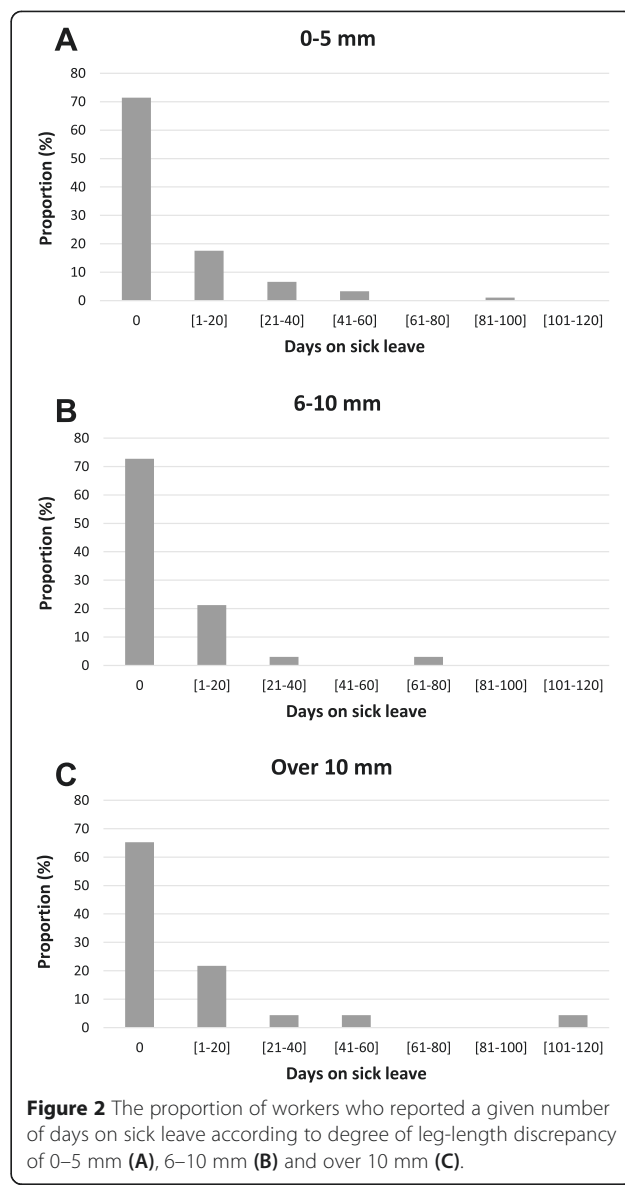 A
0-5 mm
80
70
60
50
40
30
20
10
0
Proportion (%)
0 [1-20] [21-40] [41-60] [61-80] [81-100] [101-120]
Days on sick leave
B
6-10 mm
80
70
60
50
40
30
20
10
0
Proportion (%)
0 [1-20] [21-40] [41-60] [61-80] [81-100] [101-120]
Days on sick leave
C
Over 10 mm
80
70
60
50
40
30
20
10
0
Proportion (%)
0 [1-20] [21-40] [41-60] [61-80] [81-100] [101-120]
Days on sick leave
Figure 2 The proportion of workers who reported a given number
of days on sick leave according to degree of leg-length discrepancy
of 0–5 mm (A), 6–10 mm (B) and over 10 mm (C).